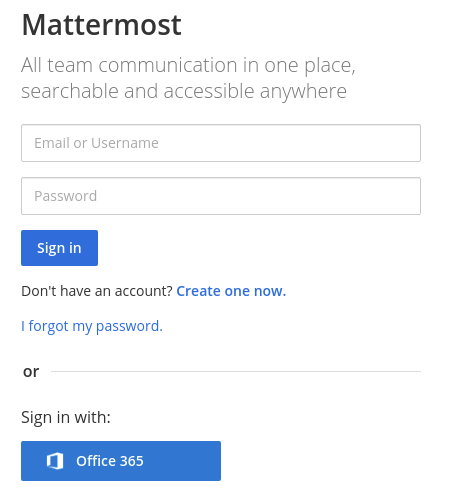 Mattermost
All team communication in one place,
searchable and accessible anywhere
Email or Username
Password
Sign in
Don't have an account? Create one now.
I forgot my password.
or
Sign in with:
Office 365